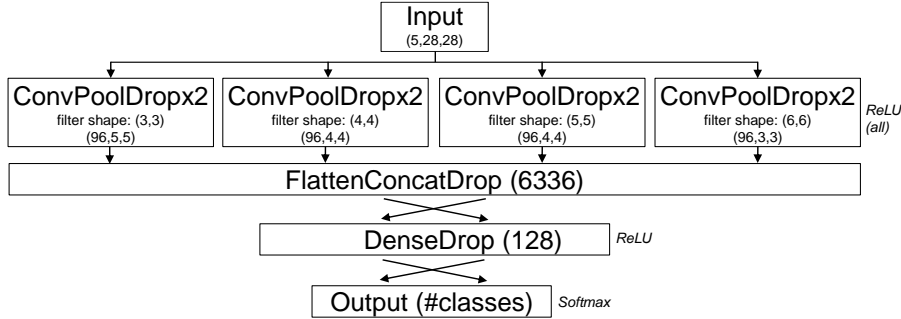 Input
(5,28,28)
ConvPoolDropx2
filter shape: (3,3)
(96,5,5)
ConvPoolDropx2
filter shape: (4,4)
(96,4,4)
ConvPoolDropx2
filter shape: (5,5)
(96,4,4)
ConvPoolDropx2
filter shape: (6,6)
(96,3,3)
ReLU
(all)
FlattenConcatDrop (6336)
DenseDrop (128)
ReLU
Output (#classes)
Softmax